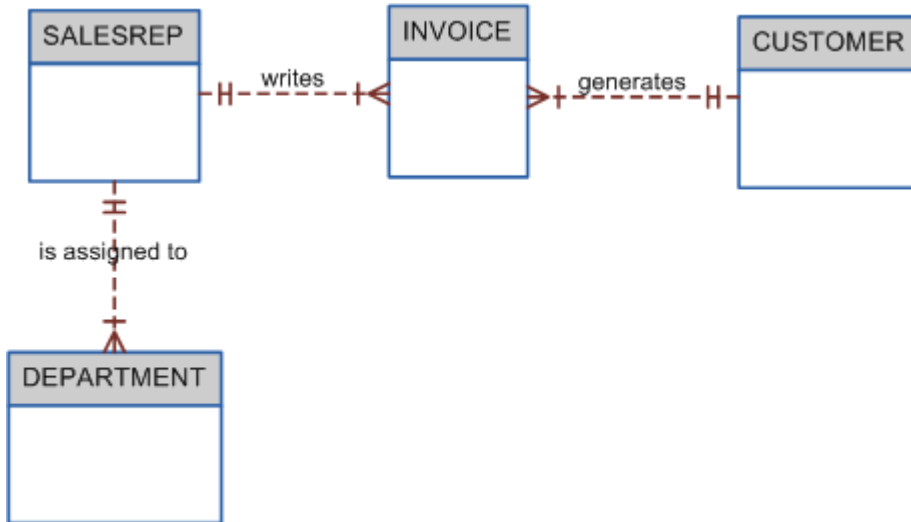 SALESREP
INVOICE
CUSTOMER
writes
generates
is assigned to
DEPARTMENT